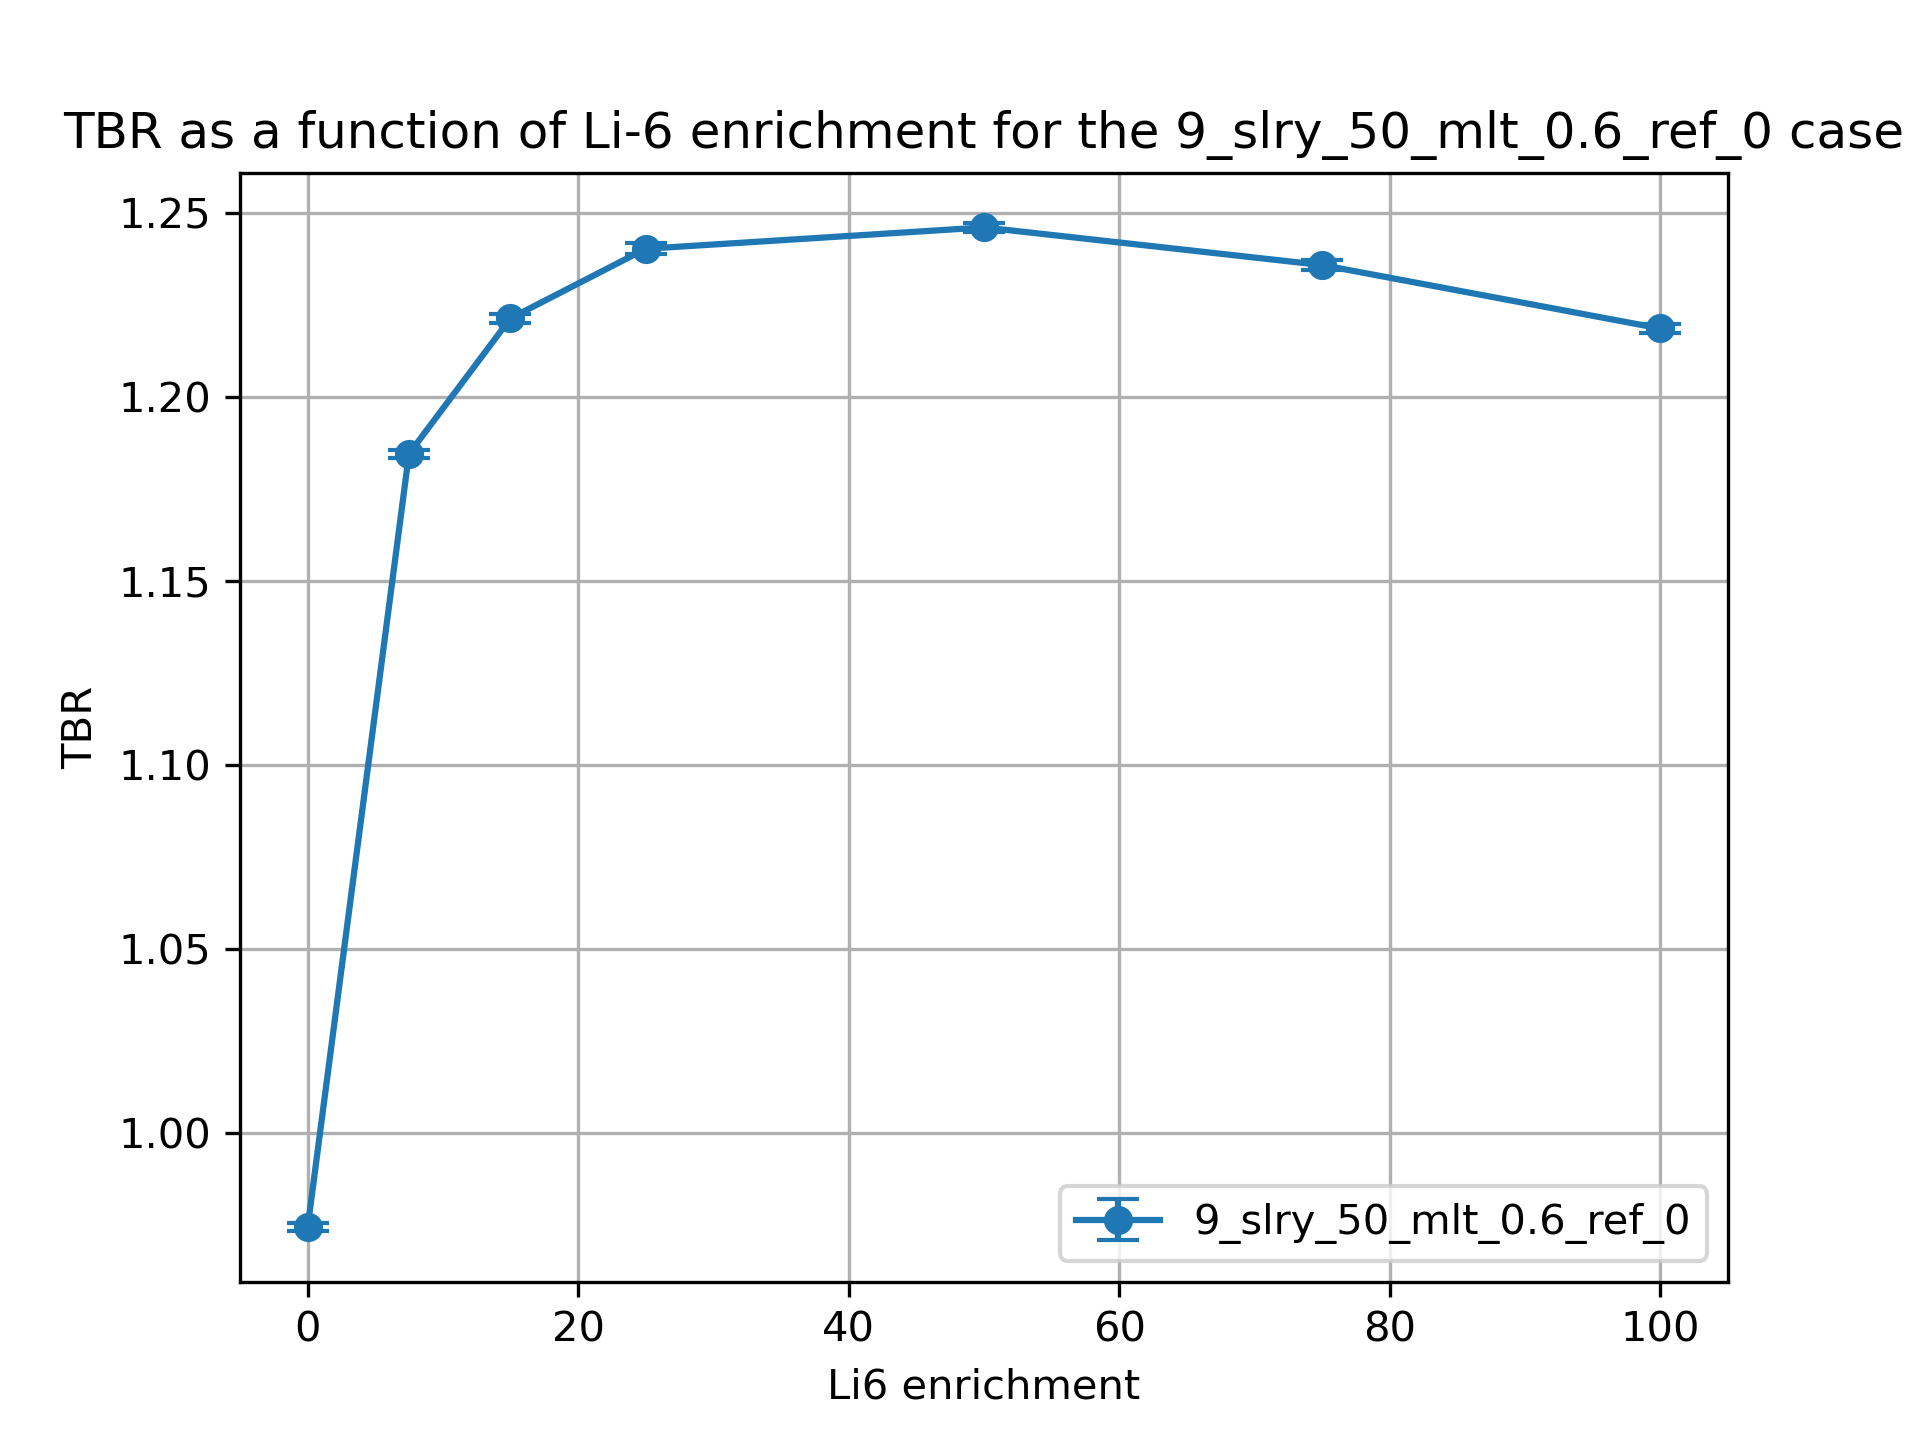 TBR as a function of Li-6 enrichment for the 9_slry_50_mlt_0.6_ref_0 case
1.25
1.20
1.15
1.10
1.05
1.00
TBR
9_slry_50_mlt_0.6_ref_0
0 20 40 60 80 100
Li6 enrichment